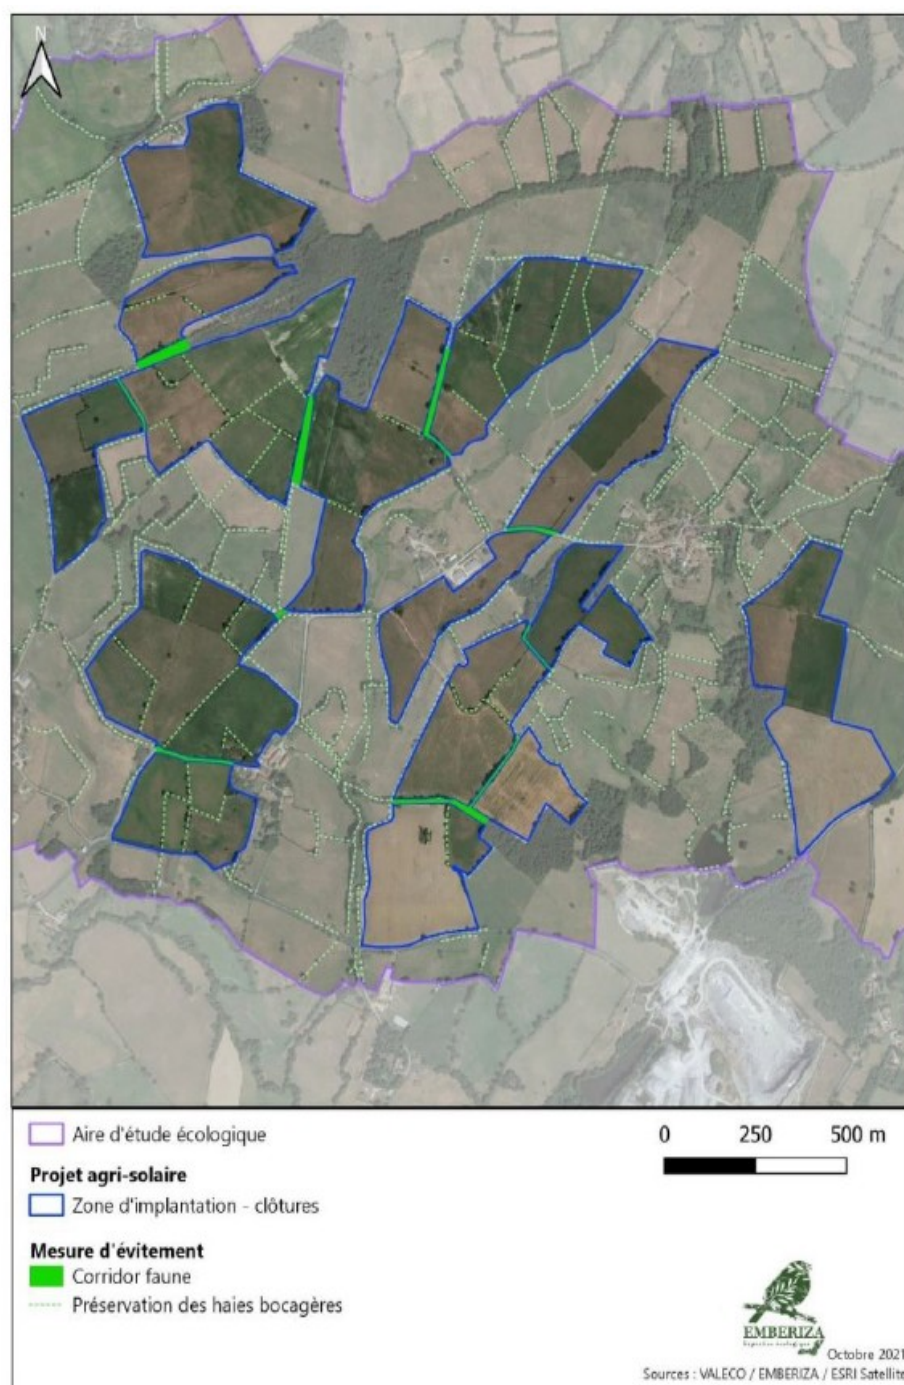 N
Aire d'étude écologique
0 250 500 m
Projet agri-solaire
Zone d'implantation - clôtures
Mesure d'évitement
Corridor faune
Préservation des haies bocagères
EMBERIZA
Octobre 2021
Sources : VALECO / EMBERIZA / ESRI Satellite